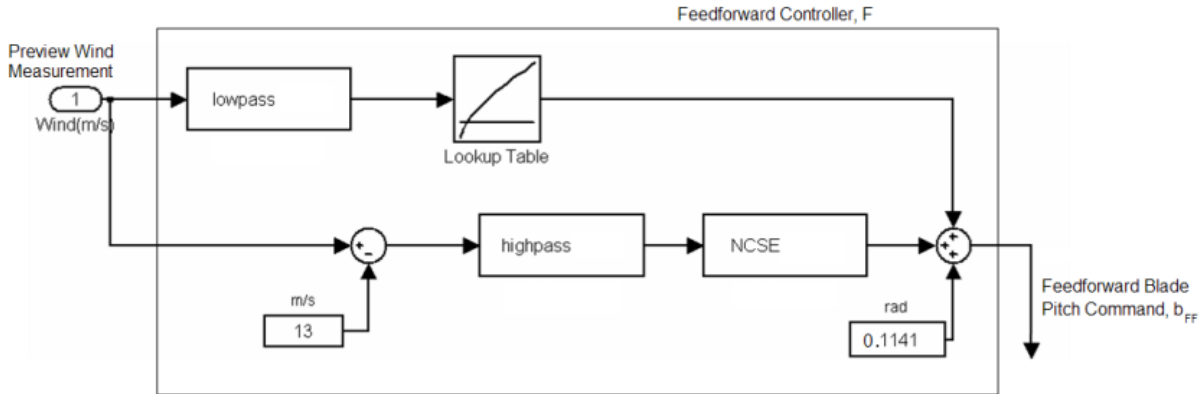 Feedforward Controller, F
Preview Wind
Measurement
1
Wind(m/s)
lowpass
Lookup Table
+
-
highpass
NCSE
+
+
+
m/s
13
rad
0.1141
Feedforward Blade
Pitch Command, b_FF